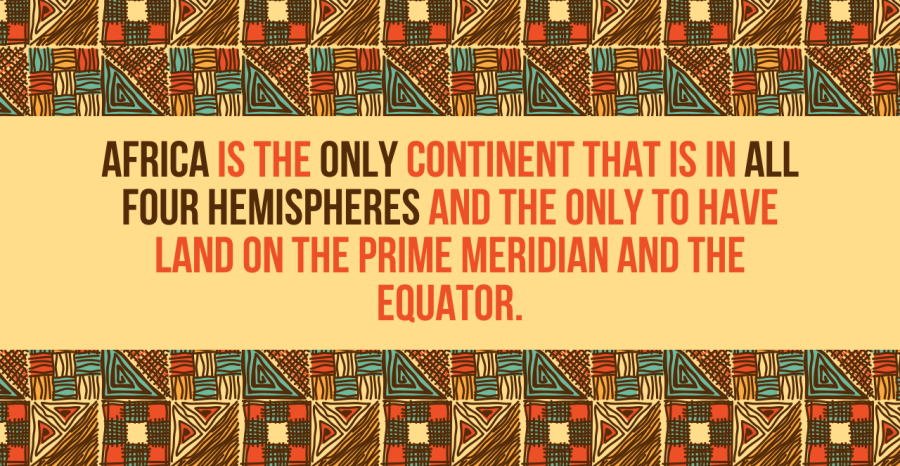 AFRICA IS THE ONLY CONTINENT THAT IS IN ALL
FOUR HEMISPHERES AND THE ONLY TO HAVE
LAND ON THE PRIME MERIDIAN AND THE
EQUATOR.